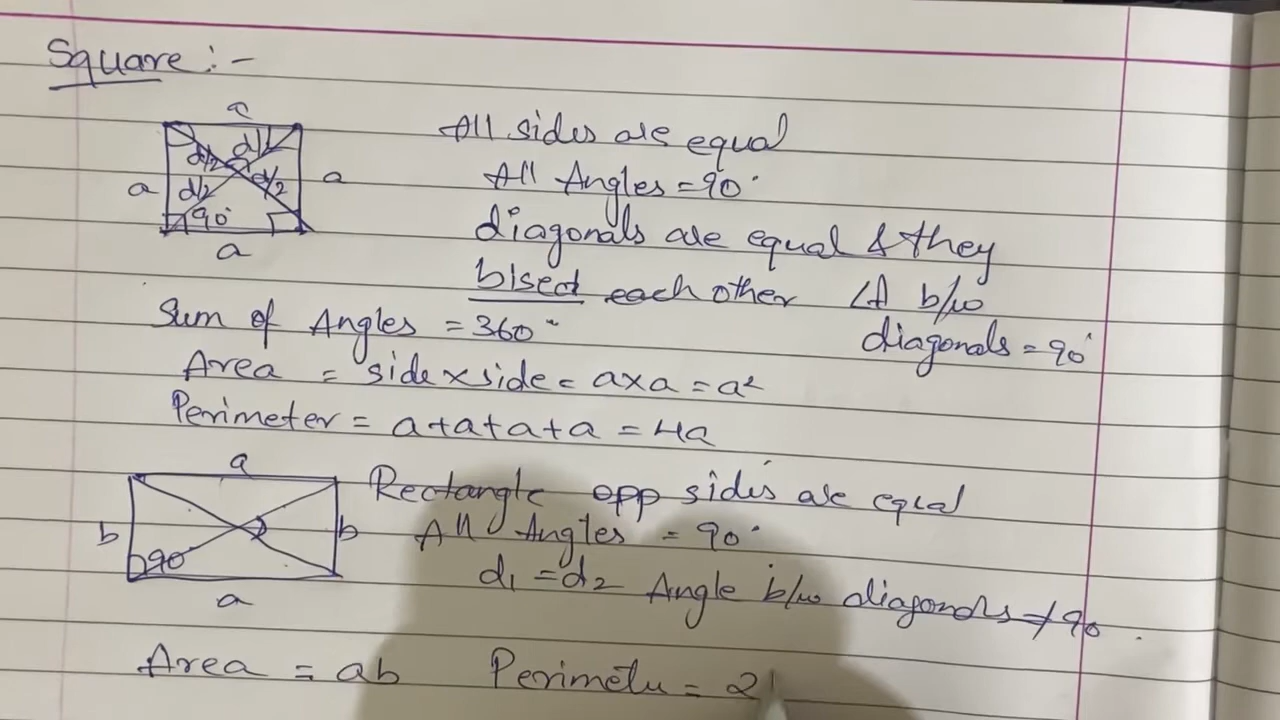 Square :-
a
d/2 d/2
a d/2 d/2 a
90°
a
All sides are equal
All Angles = 90°
diagonals are equal & they
bisect each other ∠A b/w
diagonals = 90°
Sum of Angles = 360°
Area = side x side = a x a = a²
Perimeter = a + a + a + a = 4a
a
b b
90
a
Rectangle opp sides are equal
All Angles = 90°
d₁ = d₂ Angle b/w diagonals ≠ 90
Area = ab Perimeter = 2